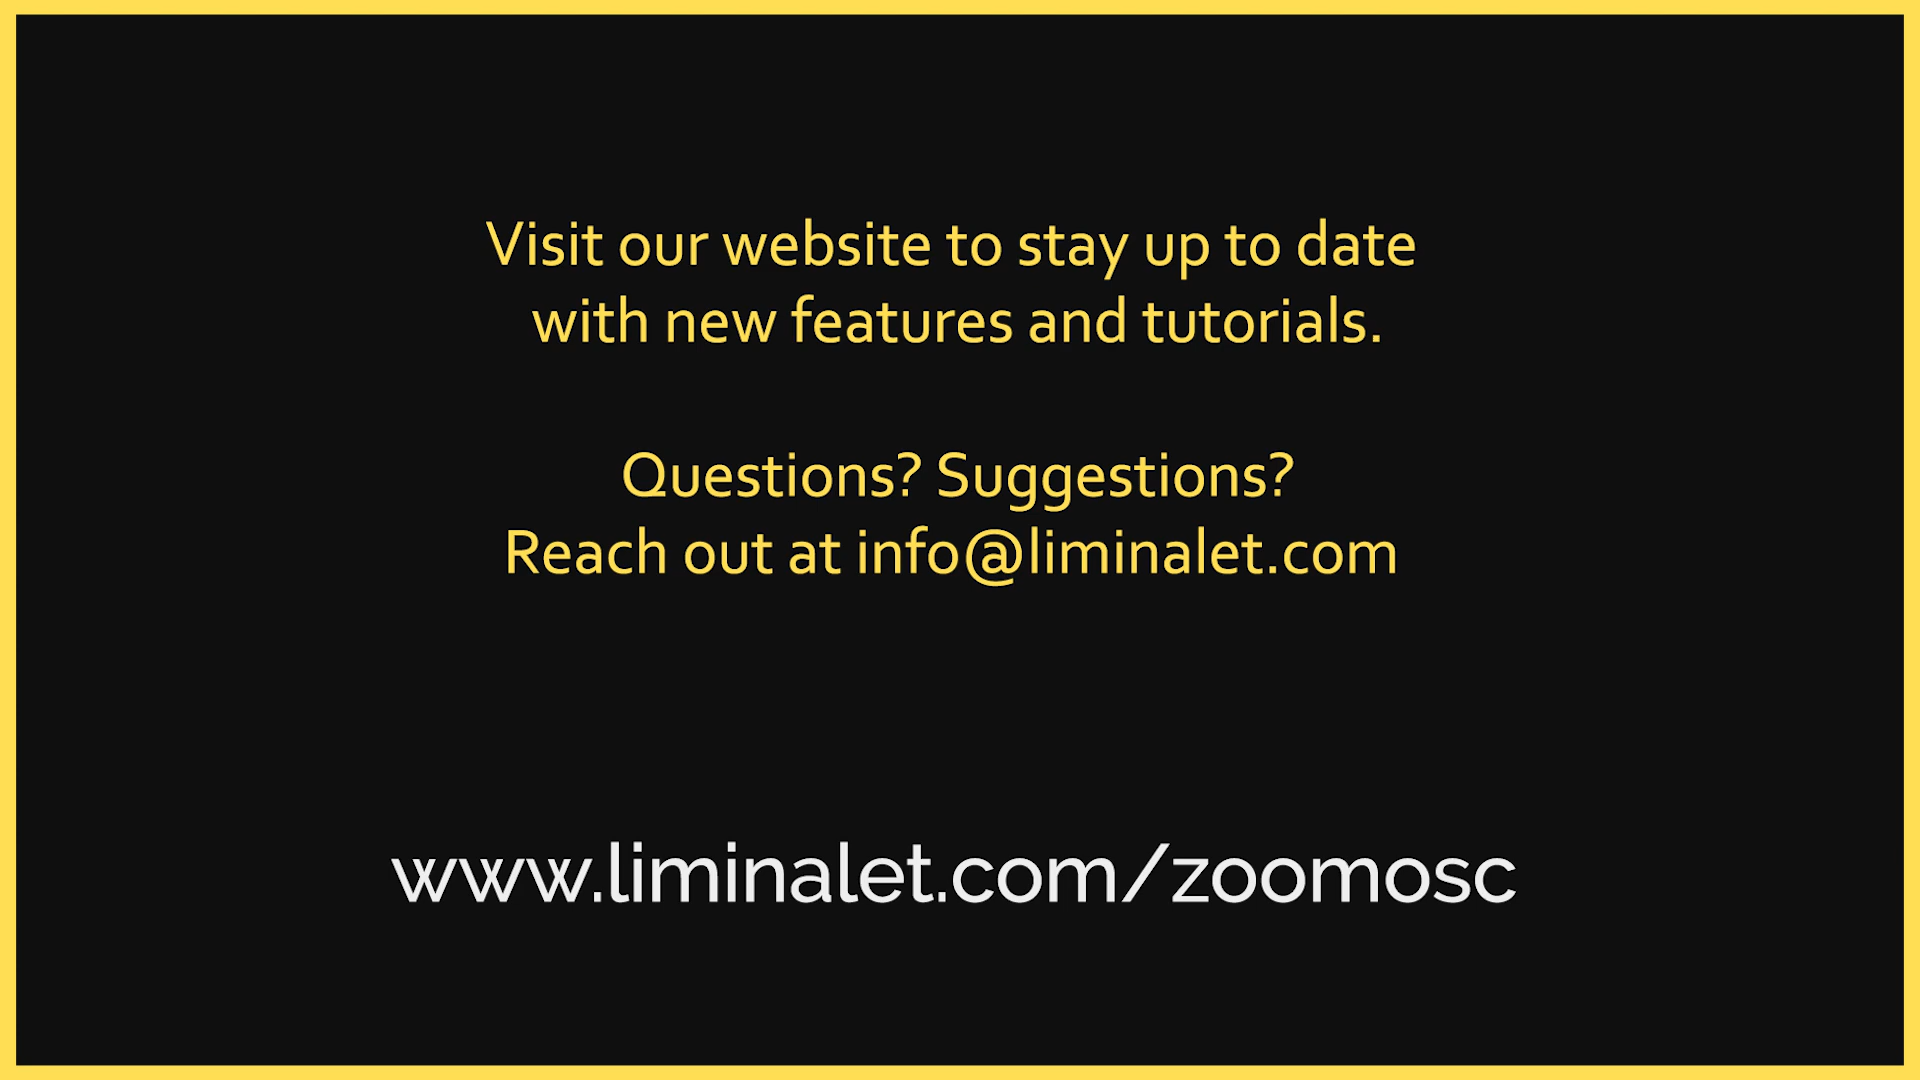 Visit our website to stay up to date
with new features and tutorials.
Questions? Suggestions?
Reach out at info@liminalet.com
www.liminalet.com/zoomosc